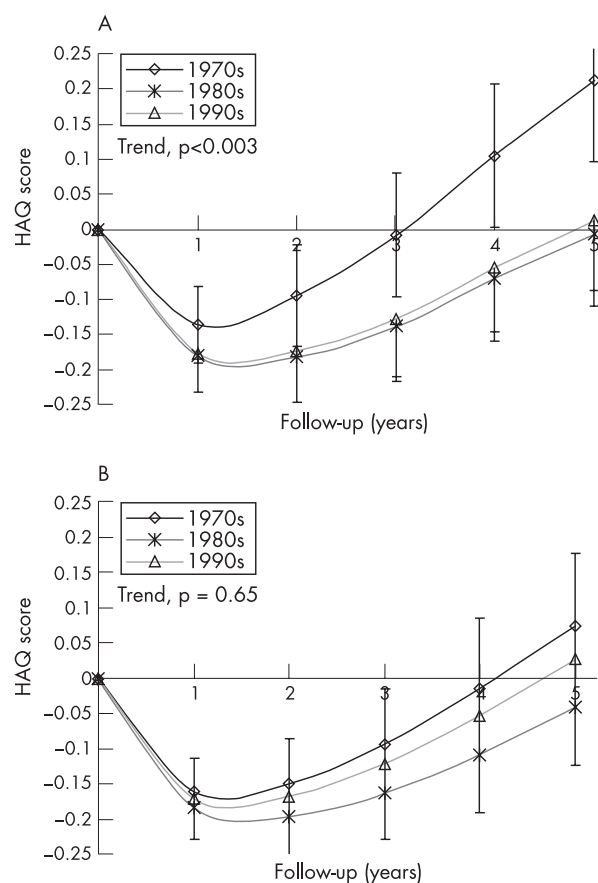 A
0.25
0.2
0.15
0.1
0.05
0
−0.05
−0.1
−0.15
−0.2
−0.25
HAQ score
1970s
1980s
1990s
Trend, p<0.003
1 2 3 4 5
Follow-up (years)
B
0.25
0.2
0.15
0.1
0.05
0
−0.05
−0.1
−0.15
−0.2
−0.25
HAQ score
1970s
1980s
1990s
Trend, p = 0.65
1 2 3 4 5
Follow-up (years)